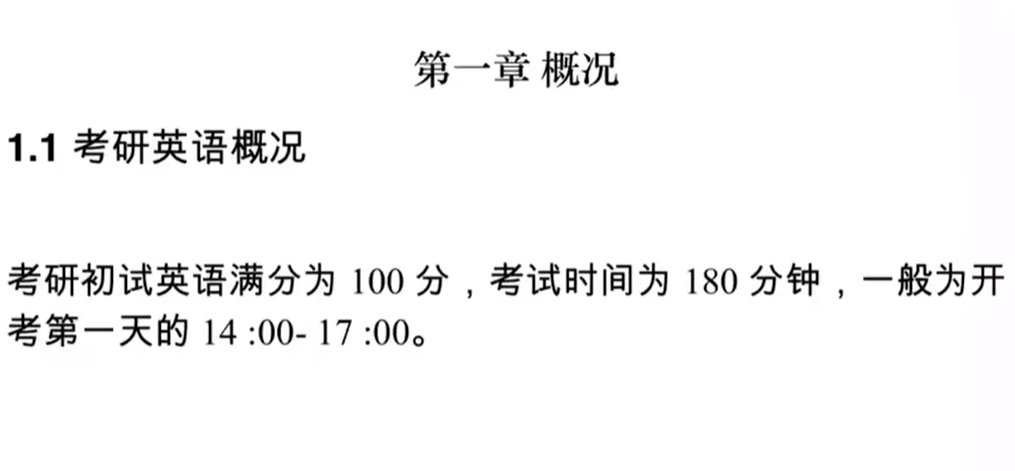 第一章 概况
1.1 考研英语概况
考研初试英语满分为 100 分，考试时间为 180 分钟，一般为开
考第一天的 14 :00- 17 :00。